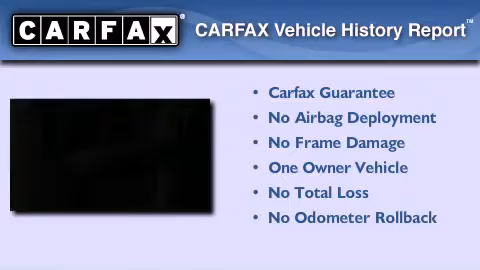 CARFAX® CARFAX Vehicle History Report™
• Carfax Guarantee
• No Airbag Deployment
• No Frame Damage
• One Owner Vehicle
• No Total Loss
• No Odometer Rollback